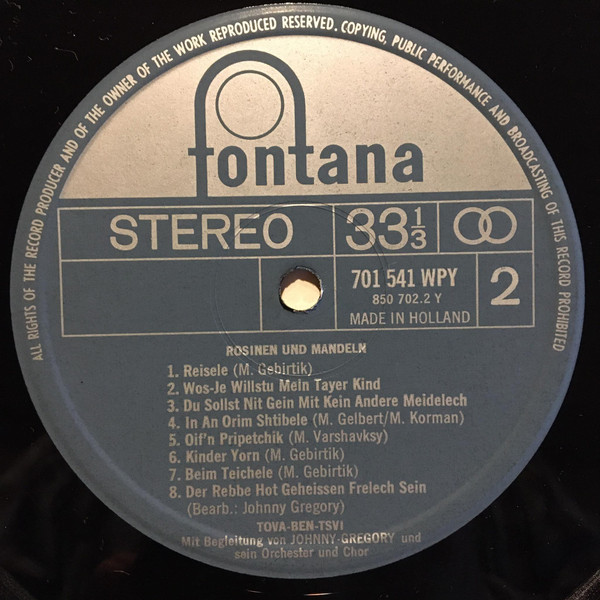 ALL RIGHTS OF THE RECORD PRODUCER AND OF THE OWNER OF THE WORK REPRODUCED RESERVED. COPYING, PUBLIC PERFORMANCE AND BROADCASTING OF THIS RECORD PROHIBITED
fontana
STEREO 33 1/3
701 541 WPY
850 702.2 Y 2
MADE IN HOLLAND
ROSINEN UND MANDELN
1. Reisele (M. Gebirtik)
2. Wos-Je Willstu Mein Tayer Kind
3. Du Sollst Nit Gein Mit Kein Andere Meidelech
4. In An Orim Shtibele (M. Gelbert/M. Korman)
5. Oif'n Pripetchik (M. Varshavksy)
6. Kinder Yorn (M. Gebirtik)
7. Beim Teichele (M. Gebirtik)
8. Der Rebbe Hot Geheissen Frelech Sein
(Bearb.: Johnny Gregory)
TOVA-BEN-TSVI
Mit Begleitung von JOHNNY-GREGORY und
sein Orchester und Chor